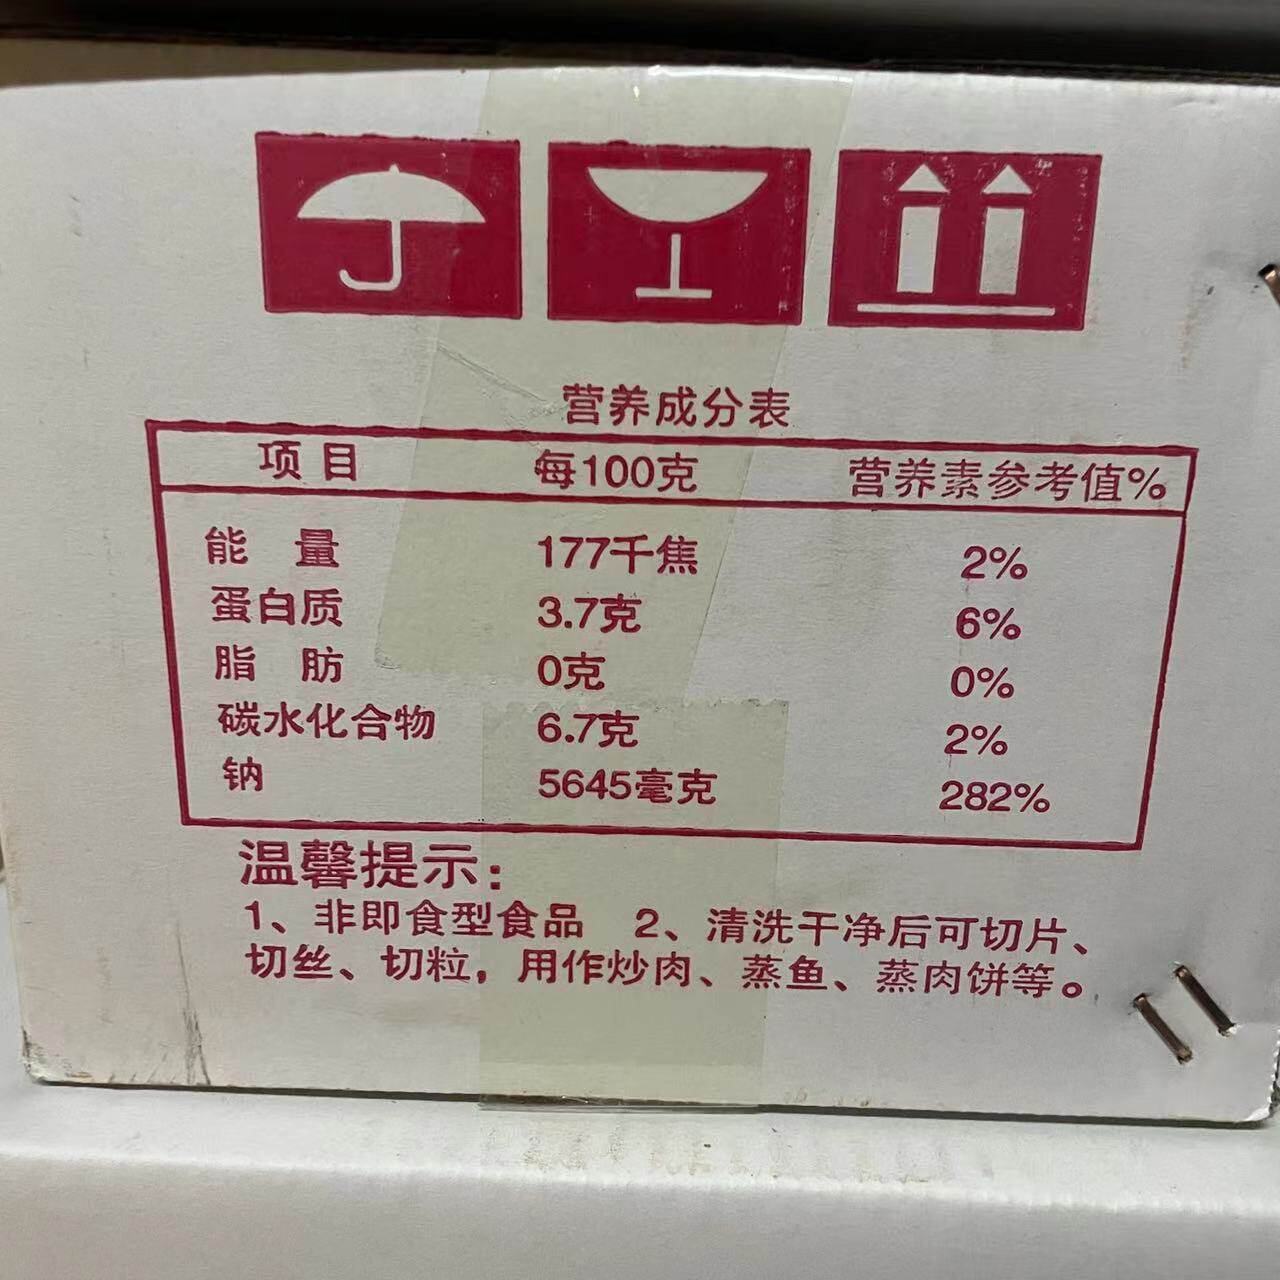 营养成分表
项目 每100克 营养素参考值%
能量 177千焦 2%
蛋白质 3.7克 6%
脂肪 0克 0%
碳水化合物 6.7克 2%
钠 5645毫克 282%
温馨提示：
1、非即食型食品 2、清洗干净后可切片、
切丝、切粒，用作炒肉、蒸鱼、蒸肉饼等。